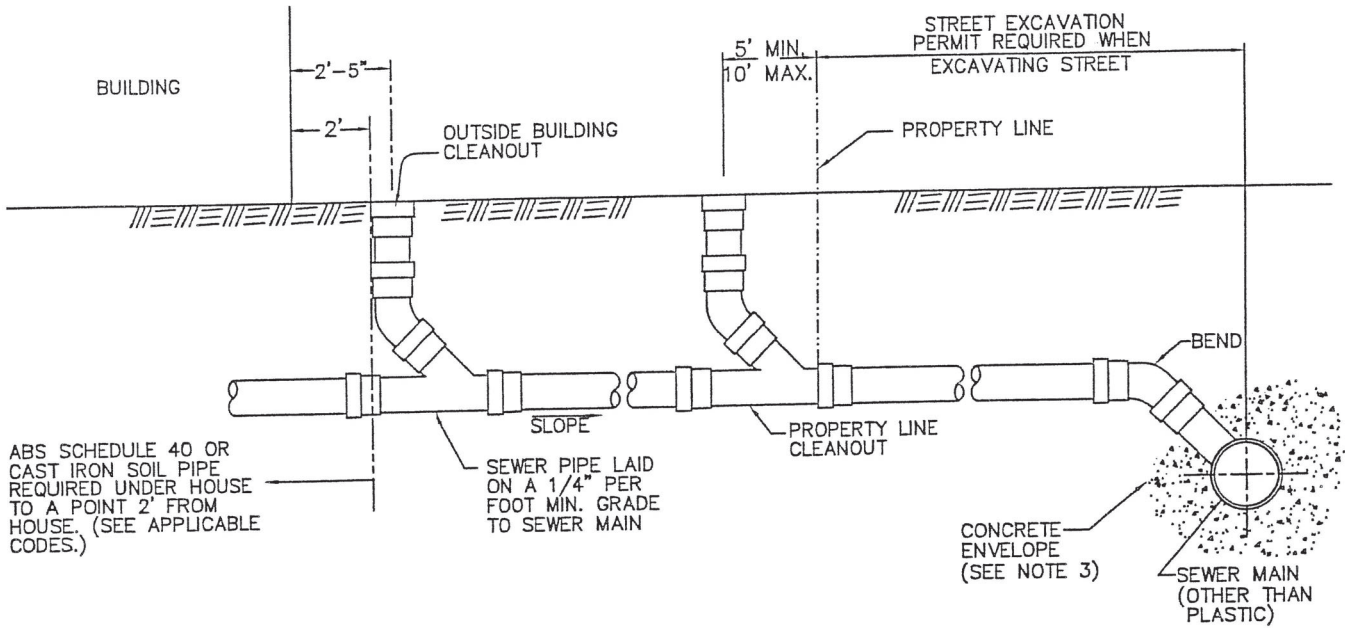 BUILDING
2'-5"
2'
OUTSIDE BUILDING
CLEANOUT
5' MIN.
10' MAX.
STREET EXCAVATION
PERMIT REQUIRED WHEN
EXCAVATING STREET
PROPERTY LINE
BEND
SLOPE
PROPERTY LINE
CLEANOUT
ABS SCHEDULE 40 OR
CAST IRON SOIL PIPE
REQUIRED UNDER HOUSE
TO A POINT 2' FROM
HOUSE. (SEE APPLICABLE
CODES.)
SEWER PIPE LAID
ON A 1/4" PER
FOOT MIN. GRADE
TO SEWER MAIN
CONCRETE
ENVELOPE
(SEE NOTE 3)
SEWER MAIN
(OTHER THAN
PLASTIC)